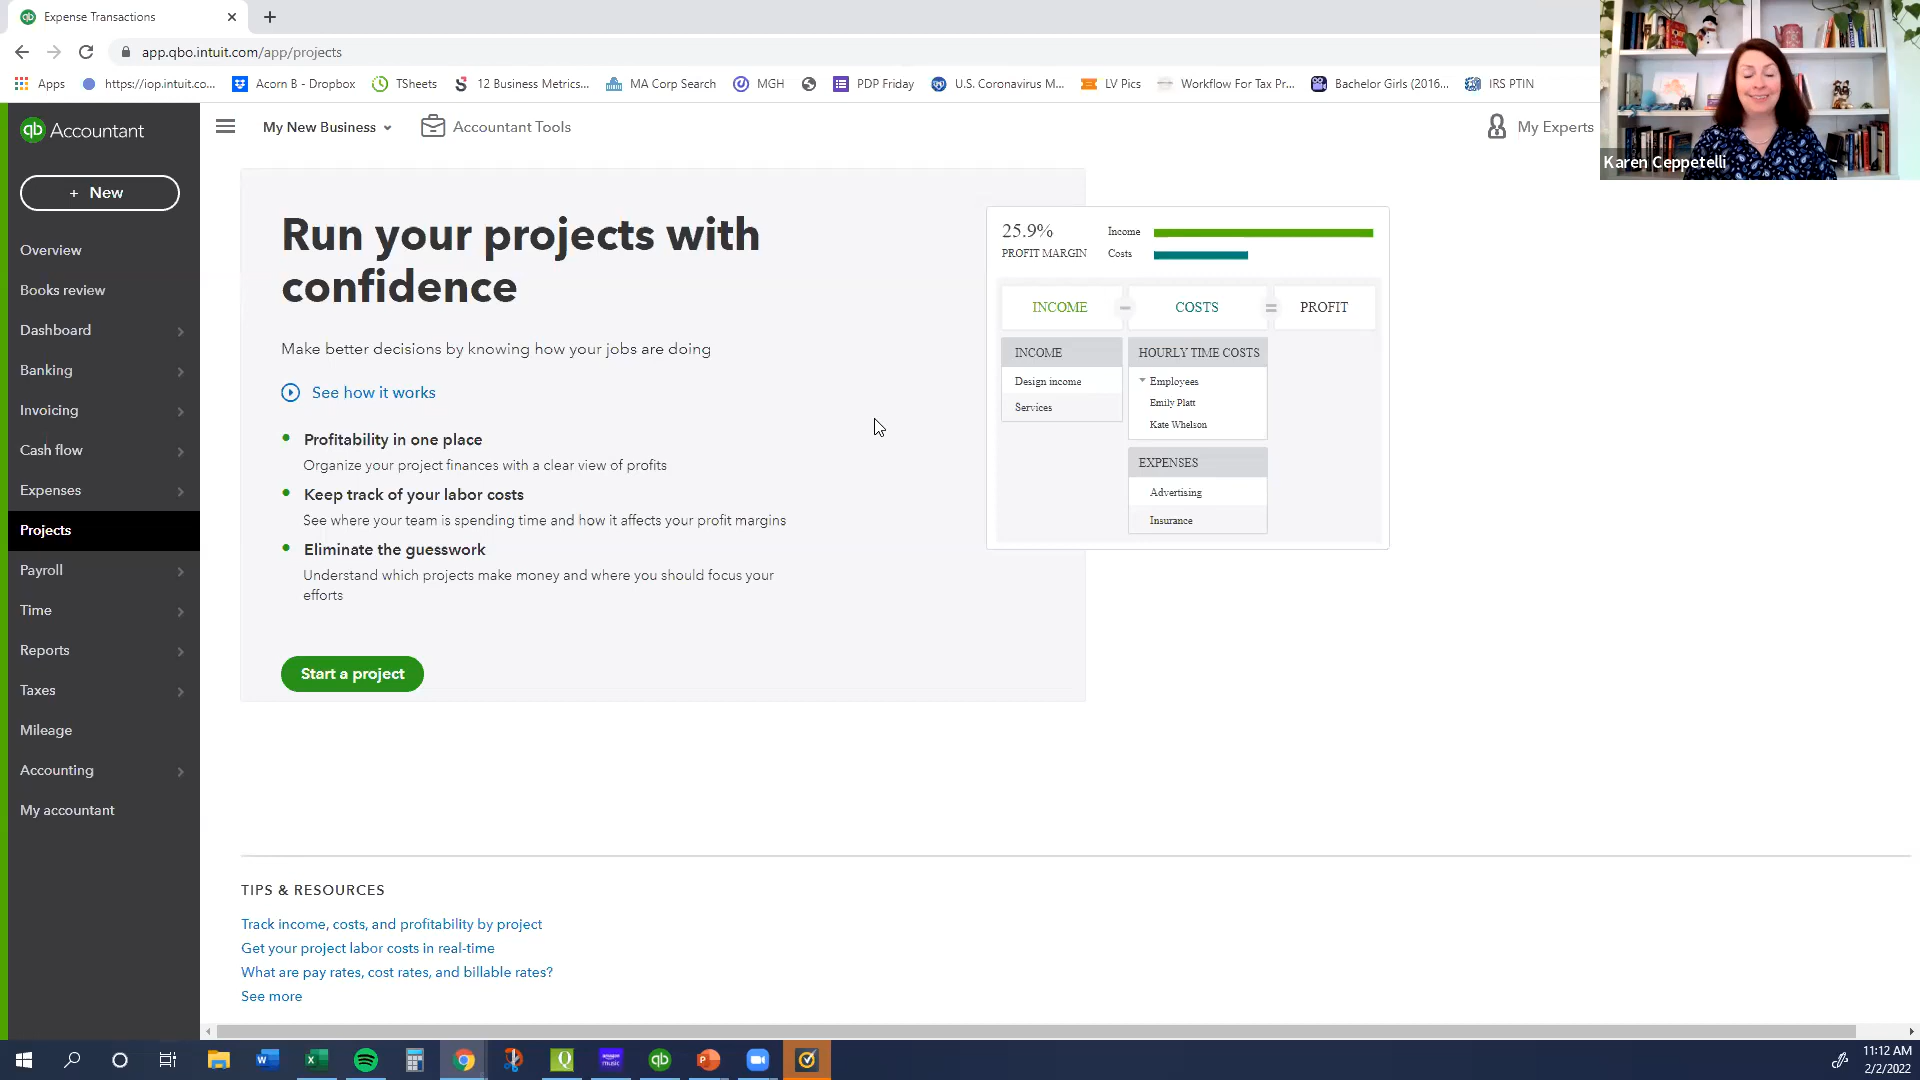 Expense Transactions
app.qbo.intuit.com/app/projects
Apps
https://iop.intuit.co...
Acorn B - Dropbox
TSheets
12 Business Metrics...
MA Corp Search
MGH
PDP Friday
U.S. Coronavirus M...
LV Pics
Workflow For Tax Pr...
Bachelor Girls (2016...
IRS PTIN
Karen Ceppetelli
qb Accountant
My New Business
Accountant Tools
My Experts
+ New
Overview
Books review
Dashboard
Banking
Invoicing
Cash flow
Expenses
Projects
Payroll
Time
Reports
Taxes
Mileage
Accounting
My accountant
Run your projects with
confidence
Make better decisions by knowing how your jobs are doing
See how it works
Profitability in one place
Organize your project finances with a clear view of profits
Keep track of your labor costs
See where your team is spending time and how it affects your profit margins
Eliminate the guesswork
Understand which projects make money and where you should focus your
efforts
Start a project
25.9%
PROFIT MARGIN
Income
Costs
INCOME - COSTS = PROFIT
INCOME
Design income
Services
HOURLY TIME COSTS
Employees
Emily Platt
Kate Whelson
EXPENSES
Advertising
Insurance
TIPS & RESOURCES
Track income, costs, and profitability by project
Get your project labor costs in real-time
What are pay rates, cost rates, and billable rates?
See more
11:12 AM
2/2/2022